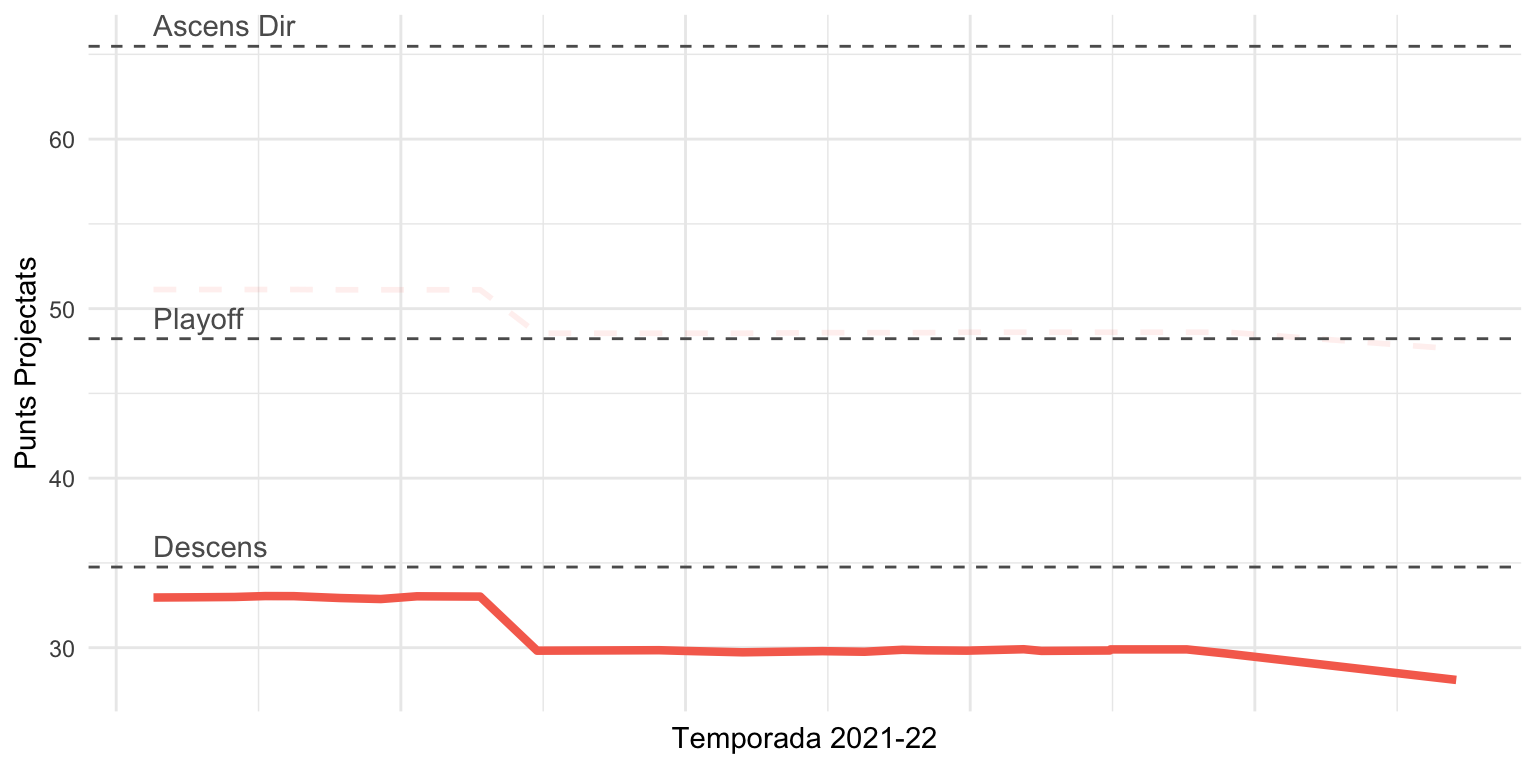 Ascens Dir
60
50
Playoff
40
Descens
30
Punts Projectats
Temporada 2021-22